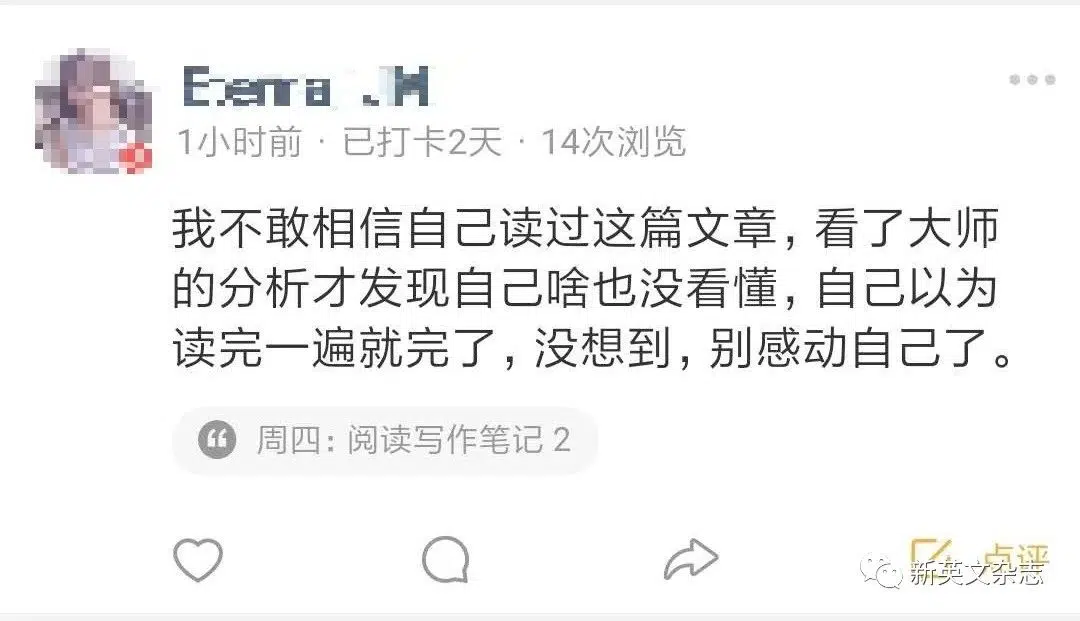 1小时前 · 已打卡2天 · 14次浏览
我不敢相信自己读过这篇文章，看了大师
的分析才发现自己啥也没看懂，自己以为
读完一遍就完了，没想到，别感动自己了。
周四：阅读写作笔记 2
点评
新英文杂志